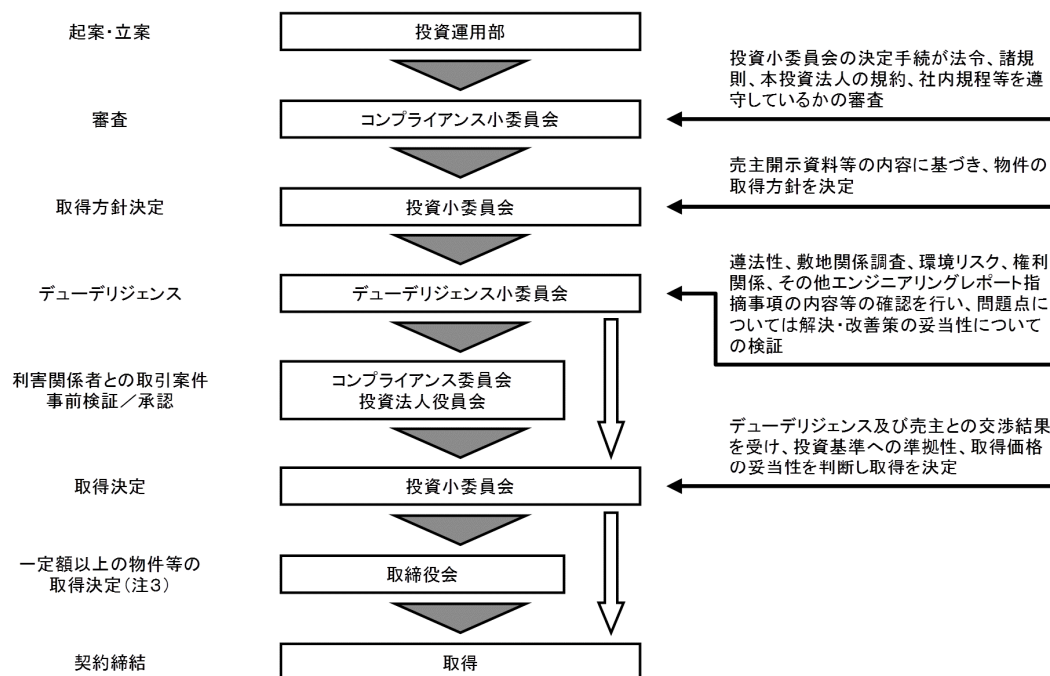 起案・立案
投資運用部
投資小委員会の決定手続が法令、諸規
則、本投資法人の規約、社内規程等を遵
守しているかの審査
審査
コンプライアンス小委員会
売主開示資料等の内容に基づき、物件の
取得方針を決定
取得方針決定
投資小委員会
遵法性、敷地関係調査、環境リスク、権利
関係、その他エンジニアリングレポート指
摘事項の内容等の確認を行い、問題点に
ついては解決・改善策の妥当性について
の検証
デューデリジェンス
デューデリジェンス小委員会
利害関係者との取引案件
事前検証／承認
コンプライアンス委員会
投資法人役員会
デューデリジェンス及び売主との交渉結果
を受け、投資基準への準拠性、取得価格
の妥当性を判断し取得を決定
取得決定
投資小委員会
一定額以上の物件等の
取得決定（注3）
取締役会
契約締結
取得